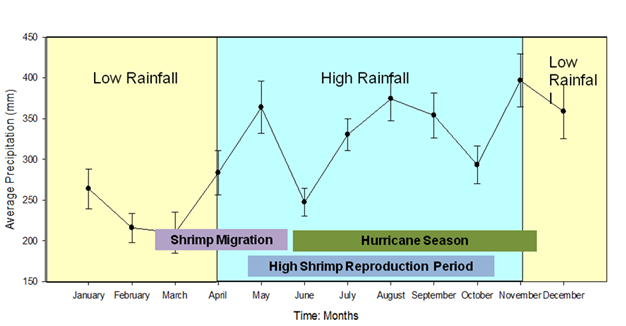 450
400
350
300
250
200
150
Average Precipitation (mm)
Low Rainfall
High Rainfall
Low
Rainfal
l
Shrimp Migration
Hurricane Season
High Shrimp Reproduction Period
January February March April May June July August September October November December
Time: Months